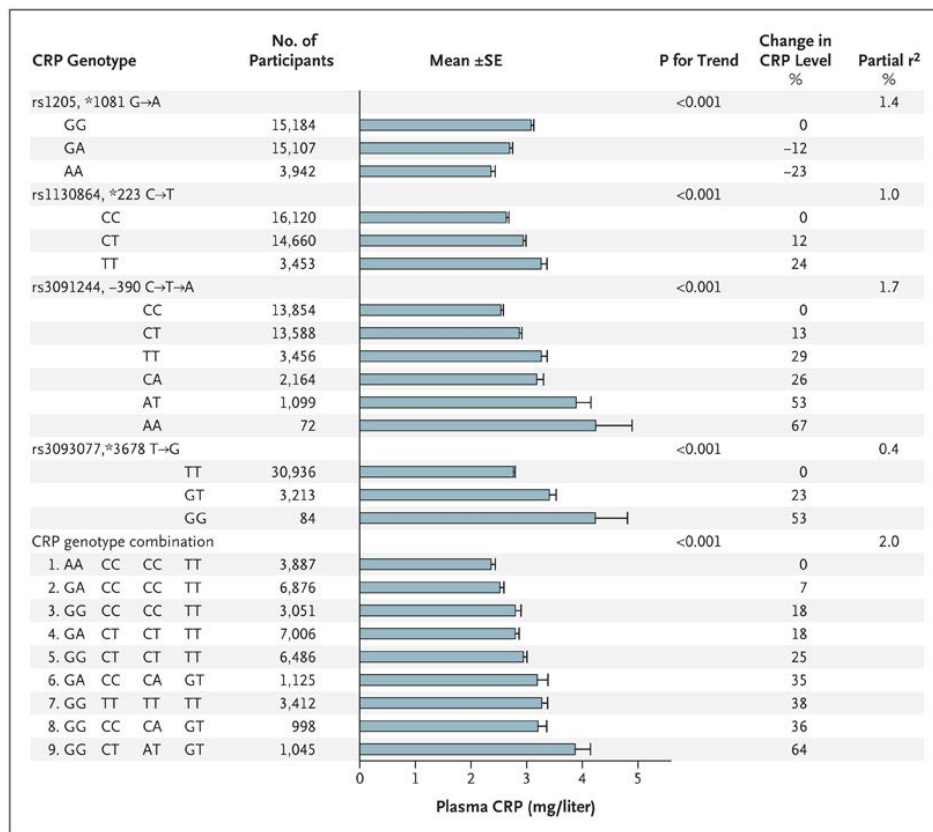 CRP Genotype No. of Participants Mean ±SE P for Trend Change in CRP Level % Partial r² %
rs1205, *1081 G→A <0.001 1.4
GG 15,184 0
GA 15,107 −12
AA 3,942 −23
rs1130864, *223 C→T <0.001 1.0
CC 16,120 0
CT 14,660 12
TT 3,453 24
rs3091244, −390 C→T→A <0.001 1.7
CC 13,854 0
CT 13,588 13
TT 3,456 29
CA 2,164 26
AT 1,099 53
AA 72 67
rs3093077,*3678 T→G <0.001 0.4
TT 30,936 0
GT 3,213 23
GG 84 53
CRP genotype combination <0.001 2.0
1. AA CC CC TT 3,887 0
2. GA CC CC TT 6,876 7
3. GG CC CC TT 3,051 18
4. GA CT CT TT 7,006 18
5. GG CT CT TT 6,486 25
6. GA CC CA GT 1,125 35
7. GG TT TT TT 3,412 38
8. GG CC CA GT 998 36
9. GG CT AT GT 1,045 64
0 1 2 3 4 5
Plasma CRP (mg/liter)